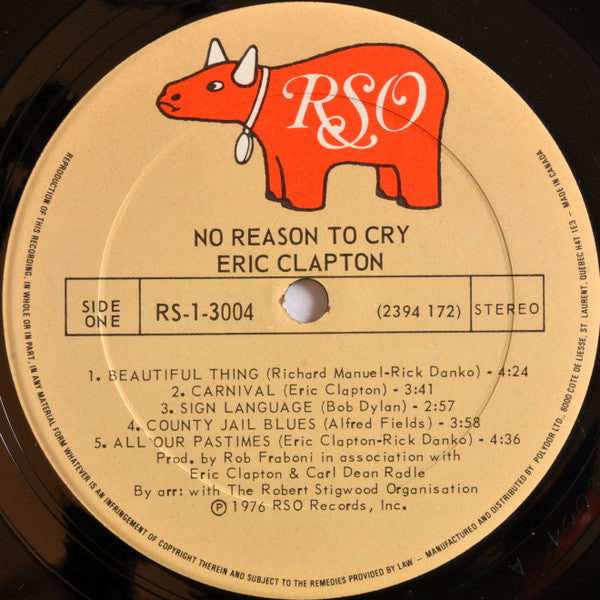 RSO
NO REASON TO CRY
ERIC CLAPTON
SIDE
ONE
RS-1-3004
(2394 172)
STEREO
1. BEAUTIFUL THING (Richard Manuel-Rick Danko) - 4:24
2. CARNIVAL (Eric Clapton) - 3:41
3. SIGN LANGUAGE (Bob Dylan) - 2:57
4. COUNTY JAIL BLUES (Alfred Fields) - 3:58
5. ALL OUR PASTIMES (Eric Clapton-Rick Danko) - 4:36
Prod. by Rob Fraboni in association with
Eric Clapton & Carl Dean Radle
By arr: with The Robert Stigwood Organisation
Ⓟ 1976 RSO Records, Inc.
REPRODUCTION OF THIS RECORDING, IN WHOLE OR IN PART, IN ANY MATERIAL FORM WHATEVER IS AN INFRINGEMENT OF COPYRIGHT THEREIN AND SUBJECT TO THE REMEDIES PROVIDED BY LAW – MANUFACTURED AND DISTRIBUTED BY POLYDOR LTD., 6000 COTE DE LIESSE, ST. LAURENT, QUEBEC H4T 1E3 – MADE IN CANADA